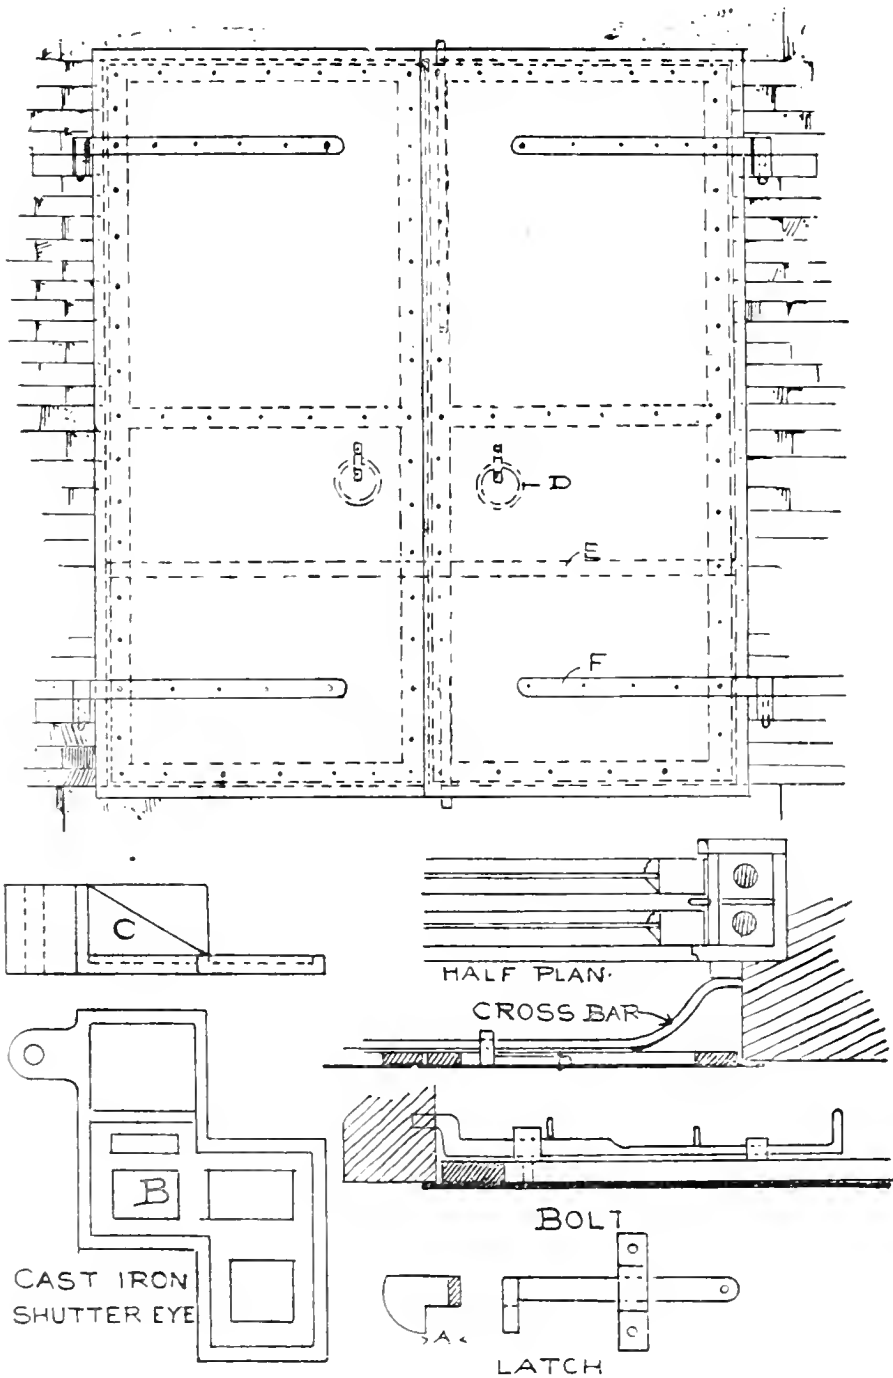 D
E
F
C
HALF PLAN.
CROSS BAR
B
BOLT
CAST IRON
SHUTTER EYE
A
LATCH